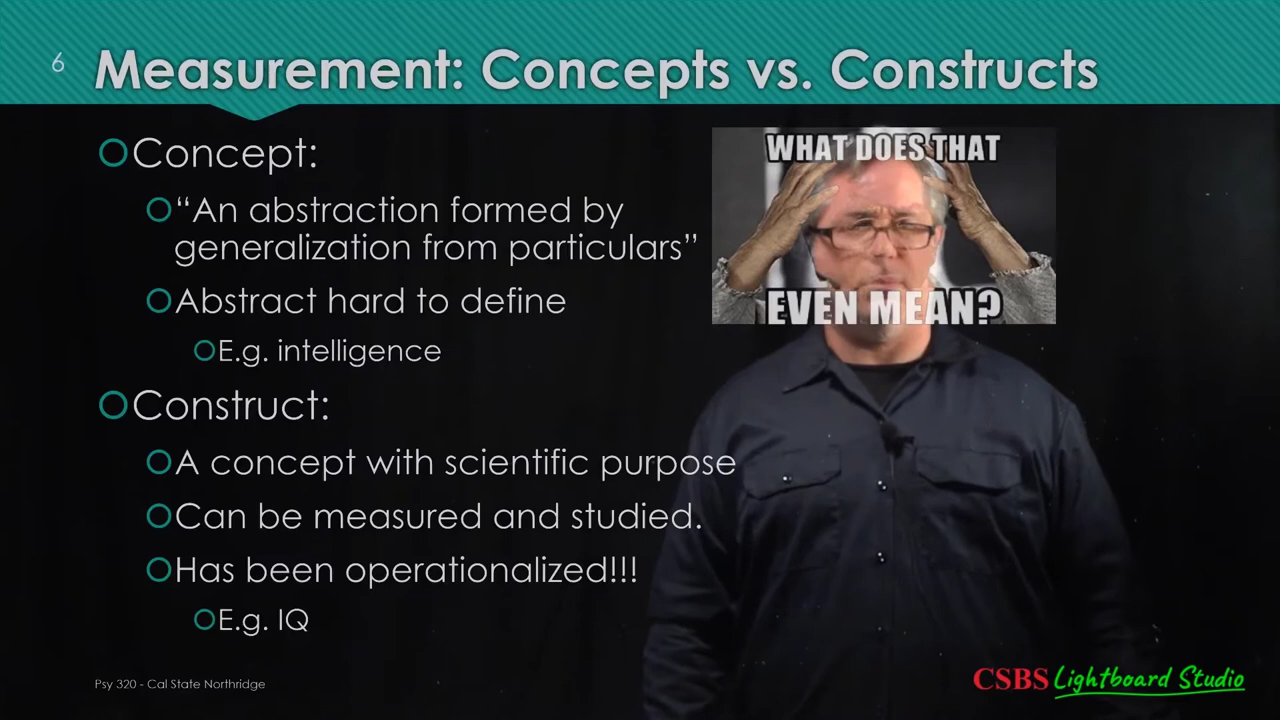 6
Measurement: Concepts vs. Constructs
Concept:
“An abstraction formed by
generalization from particulars”
Abstract hard to define
E.g. intelligence
Construct:
A concept with scientific purpose
Can be measured and studied.
Has been operationalized!!!
E.g. IQ
WHAT DOES THAT
EVEN MEAN?
Psy 320 - Cal State Northridge
CSBS Lightboard Studio